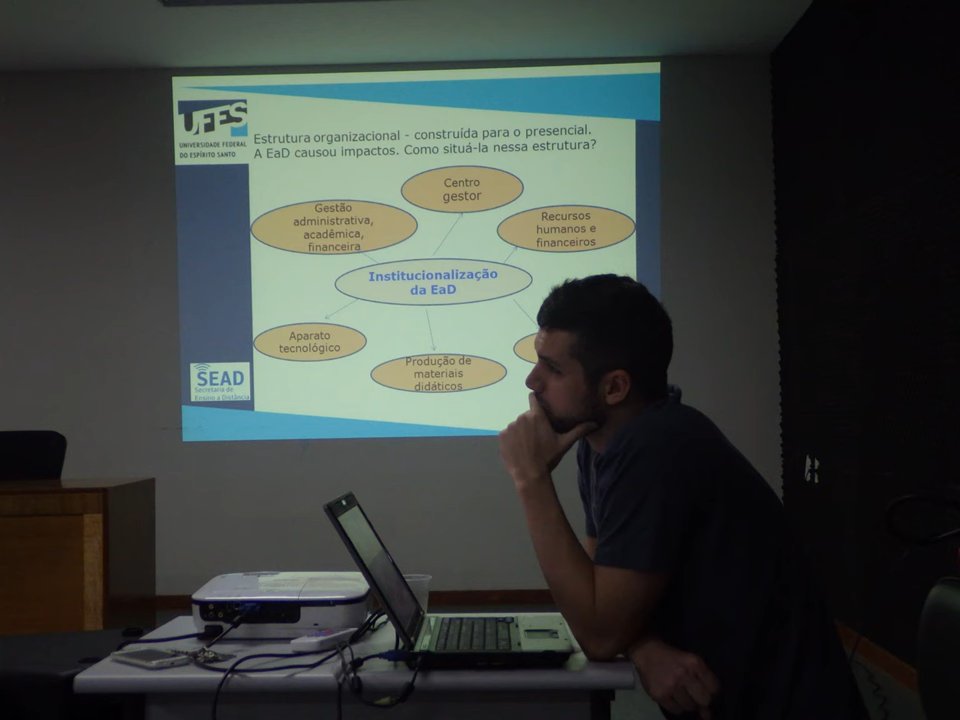 UFES
UNIVERSIDADE FEDERAL
DO ESPÍRITO SANTO
Estrutura organizacional - construída para o presencial.
A EaD causou impactos. Como situá-la nessa estrutura?
Centro
gestor
Gestão
administrativa,
acadêmica,
financeira
Recursos
humanos e
financeiros
Institucionalização
da EaD
Aparato
tecnológico
Produção de
materiais
didáticos
SEAD
Secretaria de
Ensino a Distância